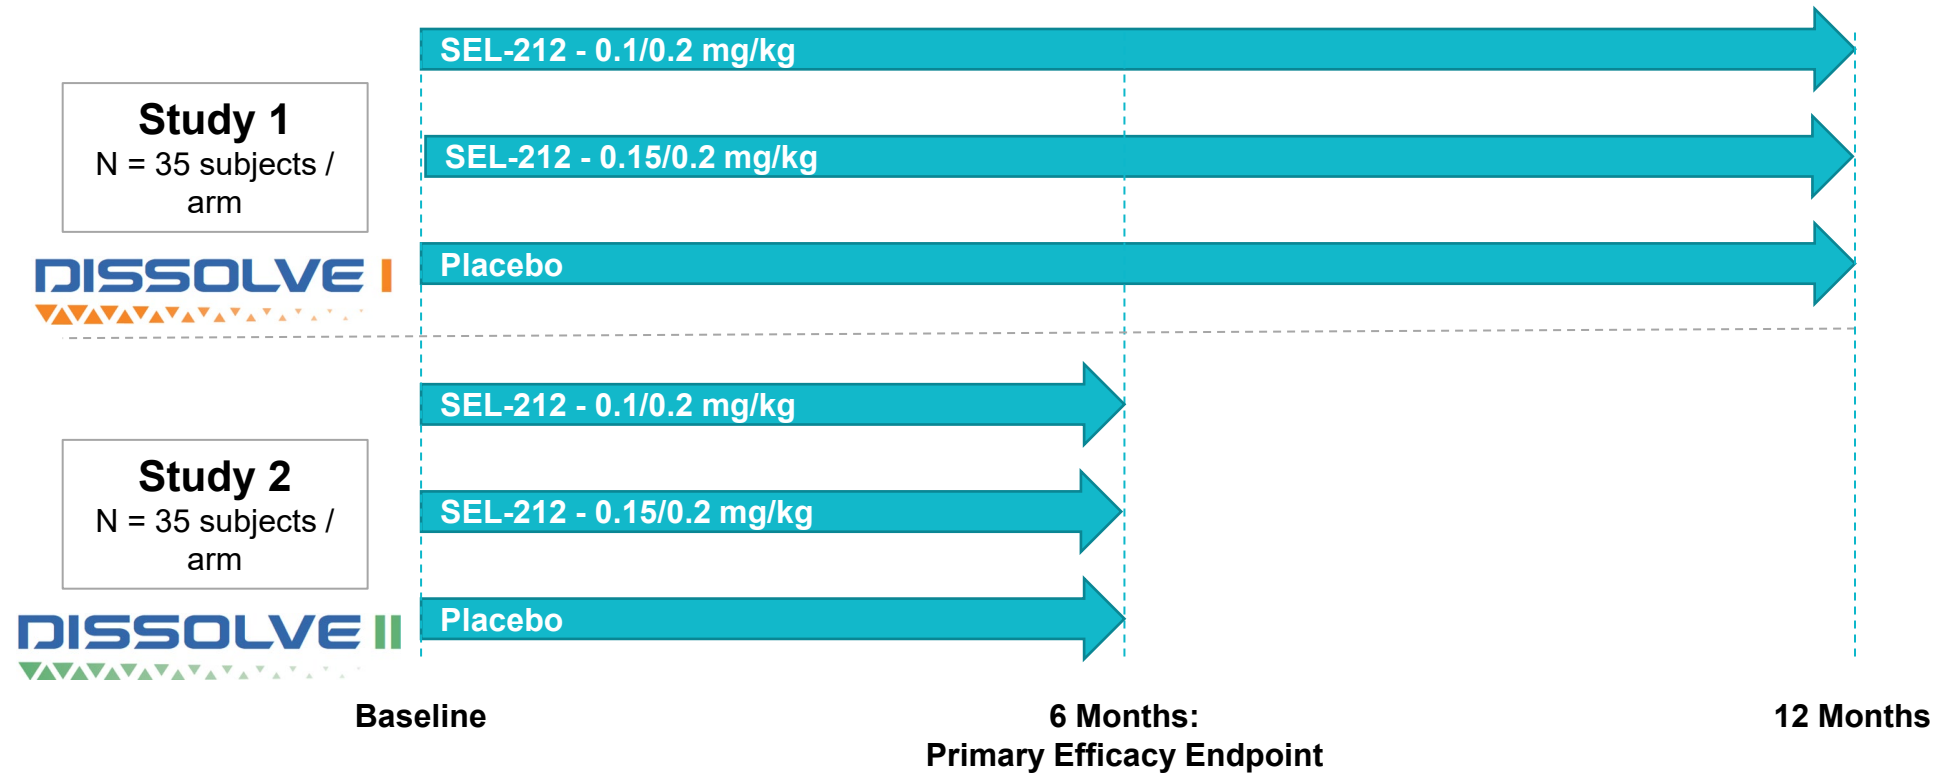 SEL-212 - 0.1/0.2 mg/kg
Study 1
N = 35 subjects /
arm
SEL-212 - 0.15/0.2 mg/kg
DISSOLVE I
Placebo
SEL-212 - 0.1/0.2 mg/kg
Study 2
N = 35 subjects /
arm
SEL-212 - 0.15/0.2 mg/kg
DISSOLVE II
Placebo
Baseline
6 Months:
Primary Efficacy Endpoint
12 Months